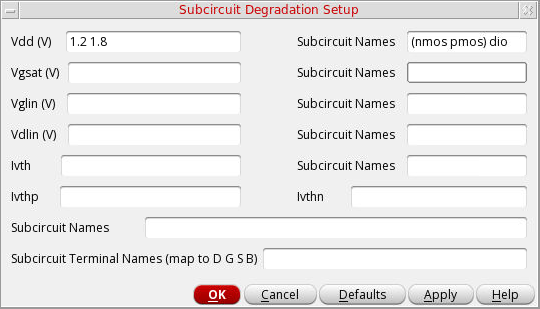 Subcircuit Degradation Setup
Vdd (V) 1.2 1.8 Subcircuit Names (nmos pmos) dio
Vgsat (V) Subcircuit Names
Vglin (V) Subcircuit Names
Vdlin (V) Subcircuit Names
Ivth Subcircuit Names
Ivthp Ivthn
Subcircuit Names
Subcircuit Terminal Names (map to D G S B)
OK Cancel Defaults Apply Help